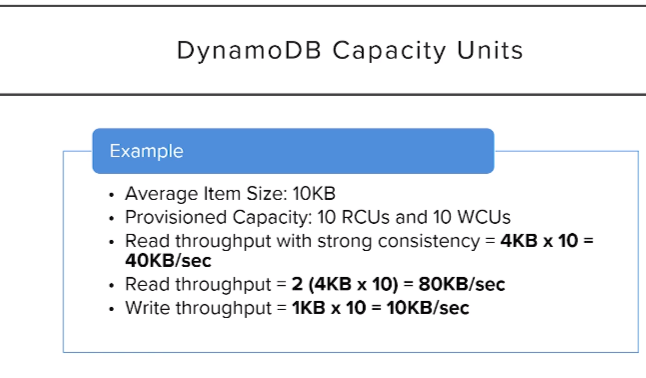 DynamoDB Capacity Units
Example
• Average Item Size: 10KB
• Provisioned Capacity: 10 RCUs and 10 WCUs
• Read throughput with strong consistency = 4KB x 10 =
40KB/sec
• Read throughput = 2 (4KB x 10) = 80KB/sec
• Write throughput = 1KB x 10 = 10KB/sec